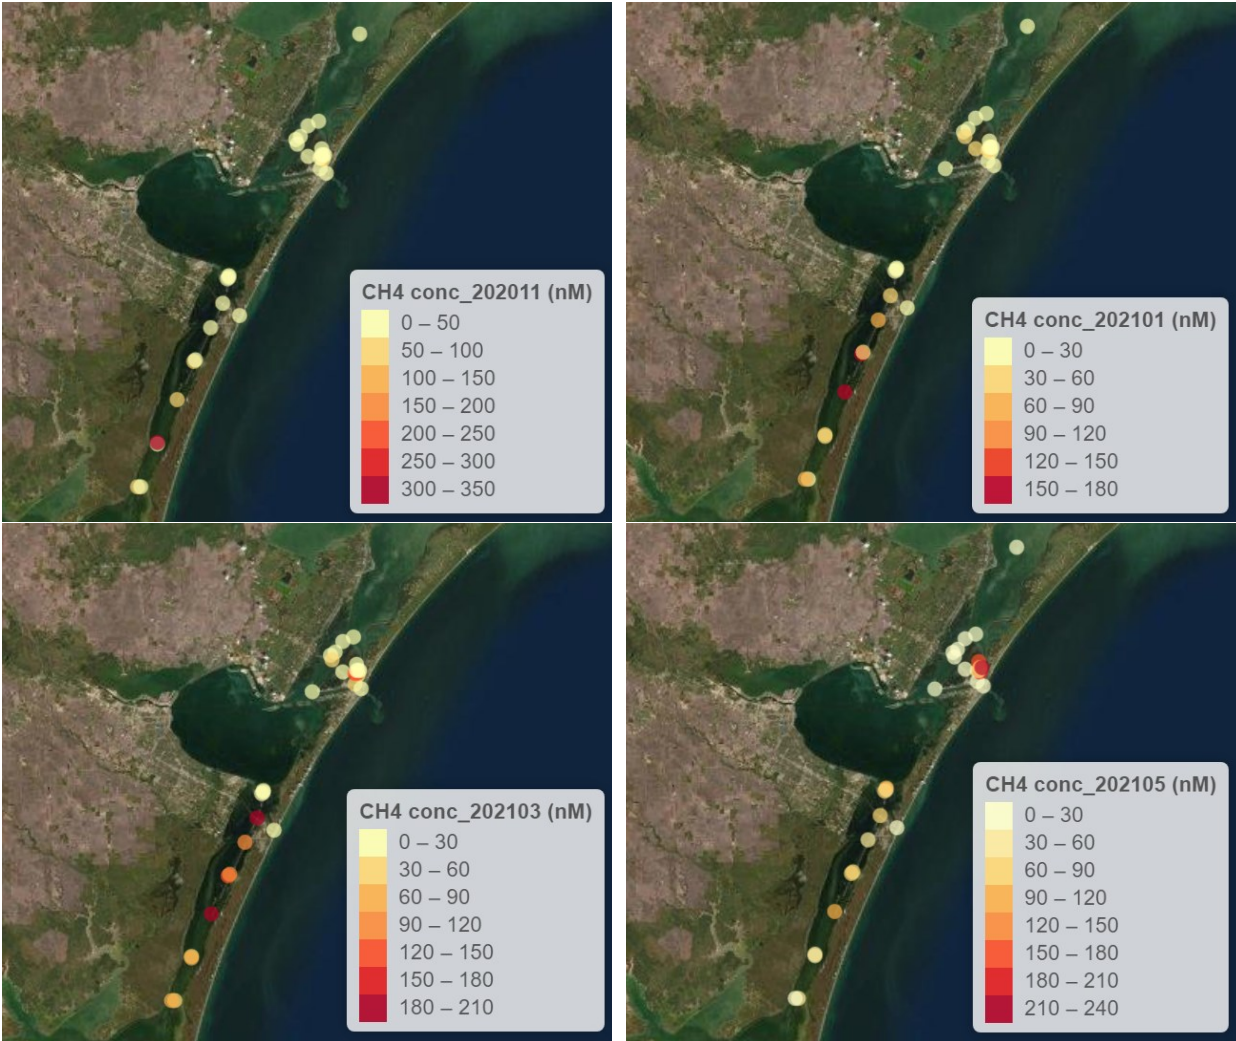 CH4 conc_202011 (nM)
0 – 50
50 – 100
100 – 150
150 – 200
200 – 250
250 – 300
300 – 350
CH4 conc_202101 (nM)
0 – 30
30 – 60
60 – 90
90 – 120
120 – 150
150 – 180
CH4 conc_202103 (nM)
0 – 30
30 – 60
60 – 90
90 – 120
120 – 150
150 – 180
180 – 210
CH4 conc_202105 (nM)
0 – 30
30 – 60
60 – 90
90 – 120
120 – 150
150 – 180
180 – 210
210 – 240